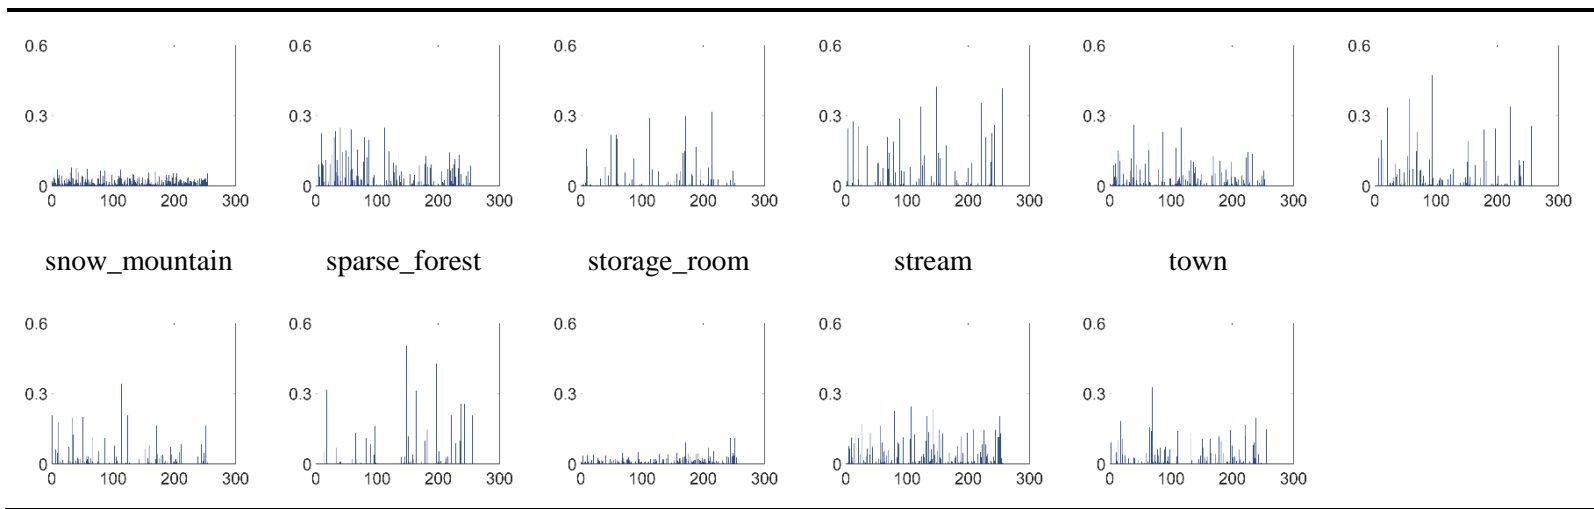 0.6 0.6 0.6 0.6 0.6 0.6
0.3 0.3 0.3 0.3 0.3 0.3
0 0 0 0 0 0
0 100 200 300 0 100 200 300 0 100 200 300 0 100 200 300 0 100 200 300 0 100 200 300
snow_mountain sparse_forest storage_room stream town
0.6 0.6 0.6 0.6 0.6
0.3 0.3 0.3 0.3 0.3
0 0 0 0 0
0 100 200 300 0 100 200 300 0 100 200 300 0 100 200 300 0 100 200 300